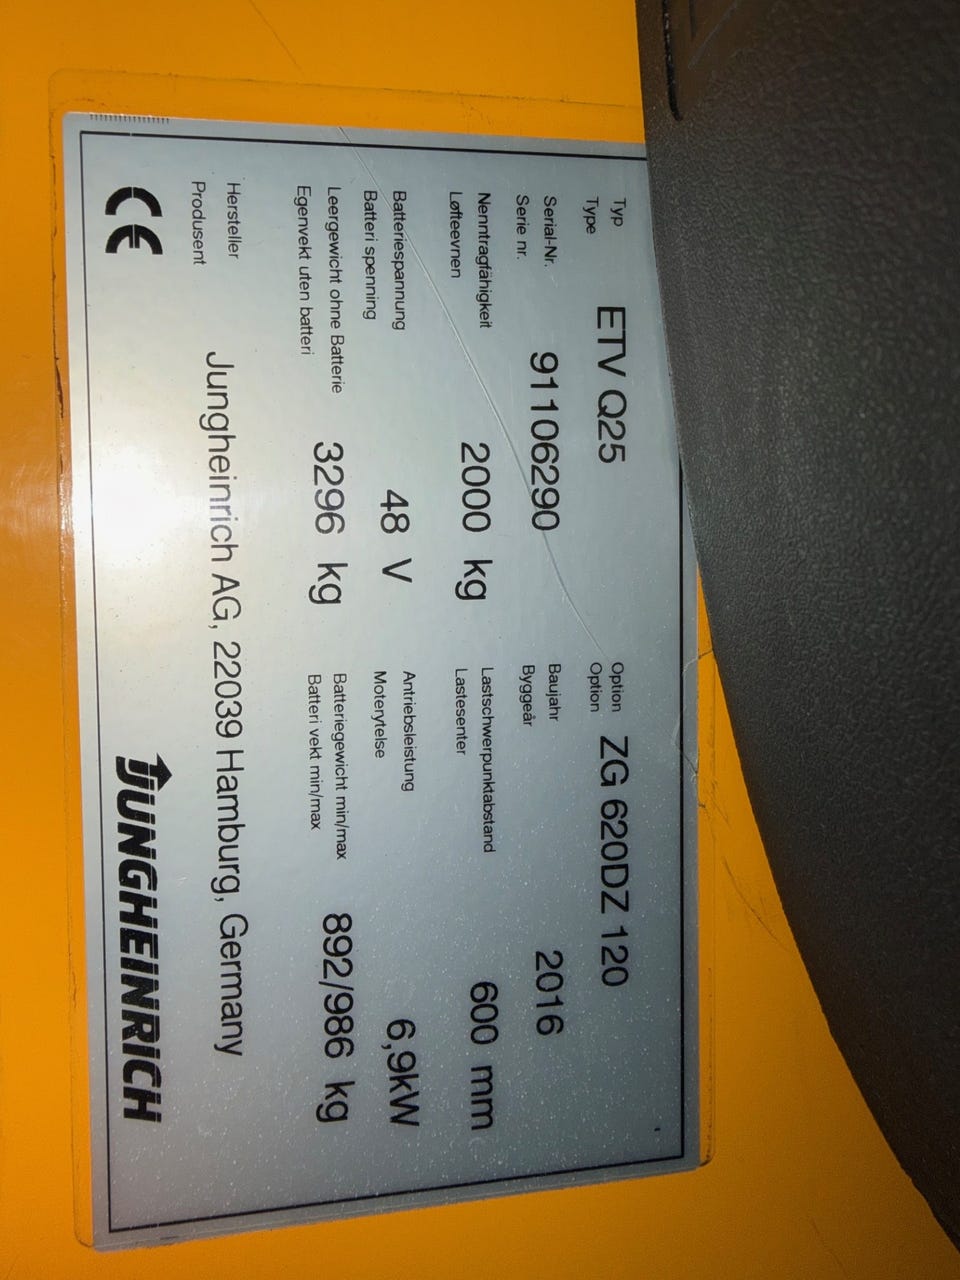 Typ ETV Q25 Option ZG 620DZ 120
Type Option
Serial-Nr. 91106290 Baujahr 2016
Serie nr. Byggeår
Nenntragfähigkeit 2000 kg Lastschwerpunktabstand 600 mm
Løfteevnen Lastesenter
Batteriespannung 48 V Antriebsleistung 6,9kW
Batteri spenning Moterytelse
Leergewicht ohne Batterie 3296 kg Batteriegewicht min/max 892/986 kg
Egenvekt uten batteri Batteri vekt min/max
Hersteller Jungheinrich AG, 22039 Hamburg, Germany
Produsent
CE JUNGHEINRICH